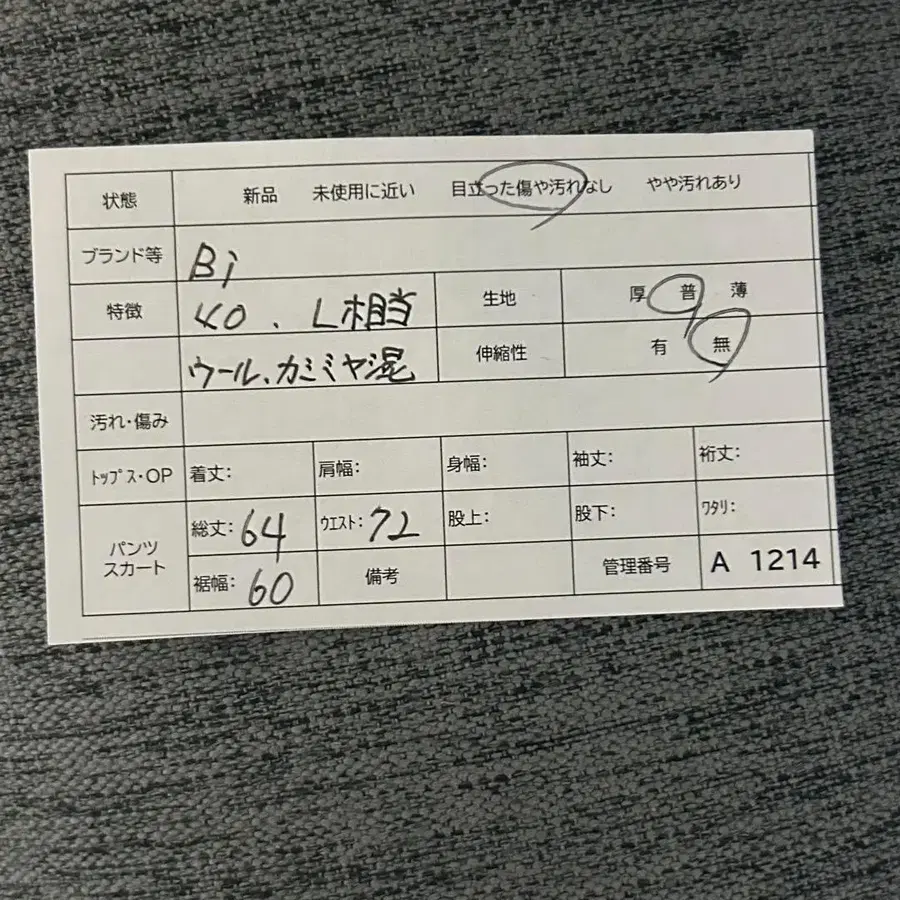 状態 新品 未使用に近い 目立った傷や汚れなし やや汚れあり
ブランド等 Bi
特徴 40、L相当 生地 厚 普 薄
ウール、カミミヤ混 伸縮性 有 無
汚れ・傷み
トップス・OP 着丈: 肩幅: 身幅: 袖丈: 裄丈:
パンツ スカート 総丈:64 ウエスト:72 股上: 股下: ワタリ:
裾幅:60 備考 管理番号 A 1214